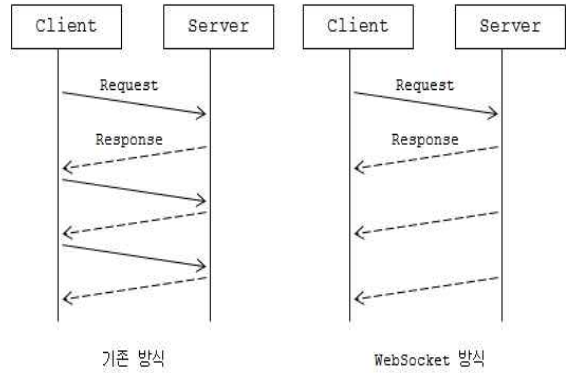 Client Server Client Server
Request Request
Response Response
기존 방식 WebSocket 방식